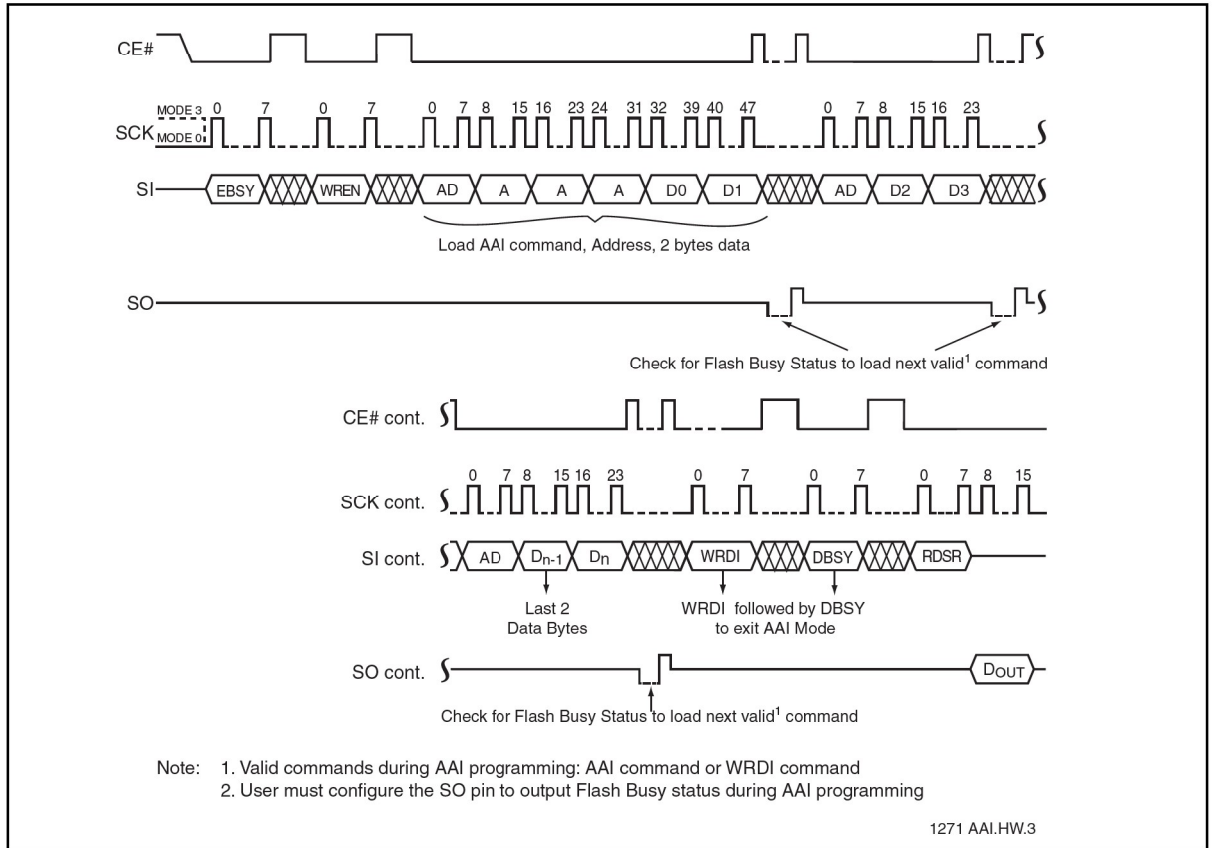 CE#
MODE 3
MODE 0
SCK
0 7 0 7 0 7 8 15 16 23 24 31 32 39 40 47 0 7 8 15 16 23
SI
EBSY WREN AD A A A D0 D1 AD D2 D3
Load AAI command, Address, 2 bytes data
SO
Check for Flash Busy Status to load next valid1 command
CE# cont.
0 7 8 15 16 23 0 7 0 7 0 7 8 15
SCK cont.
SI cont.
AD Dn-1 Dn WRDI DBSY RDSR
Last 2
Data Bytes
WRDI followed by DBSY
to exit AAI Mode
SO cont.
DOUT
Check for Flash Busy Status to load next valid1 command
Note: 1. Valid commands during AAI programming: AAI command or WRDI command
2. User must configure the SO pin to output Flash Busy status during AAI programming
1271 AAI.HW.3